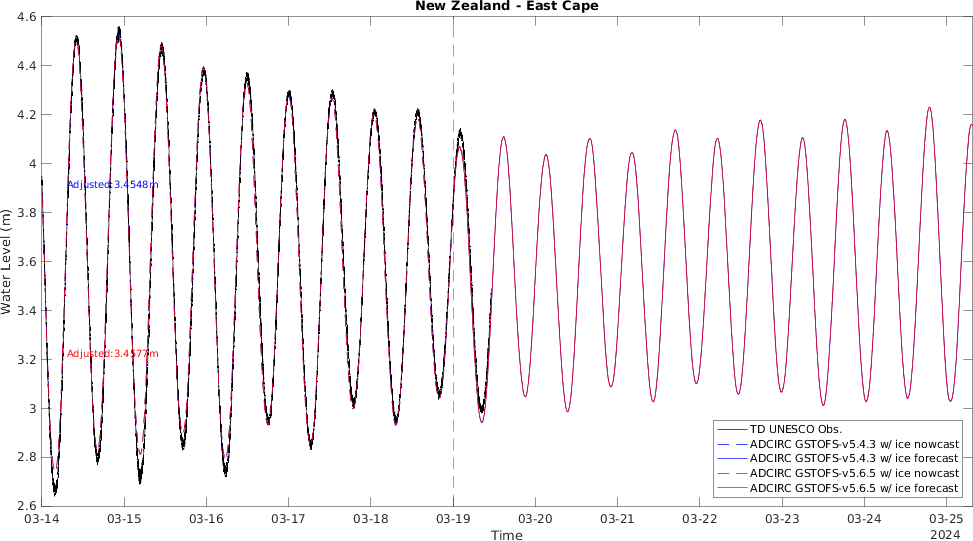 New Zealand - East Cape
4.6
4.4
4.2
4
3.8
3.6
3.4
3.2
3
2.8
2.6
Water Level (m)
Adjusted:3.4548m
Adjusted:3.4577m
TD UNESCO Obs.
ADCIRC GSTOFS-v5.4.3 w/ ice nowcast
ADCIRC GSTOFS-v5.4.3 w/ ice forecast
ADCIRC GSTOFS-v5.6.5 w/ ice nowcast
ADCIRC GSTOFS-v5.6.5 w/ ice forecast
03-14 03-15 03-16 03-17 03-18 03-19 03-20 03-21 03-22 03-23 03-24 03-25
Time
2024